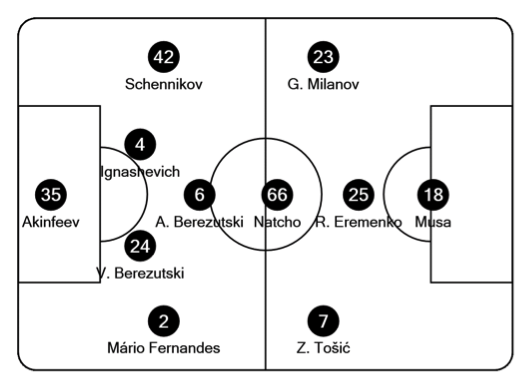 42
Schennikov
23
G. Milanov
4
Ignashevich
35
Akinfeev
6
A. Berezutski
66
Natcho
25
R. Eremenko
18
Musa
24
V. Berezutski
2
Mário Fernandes
7
Z. Tošić